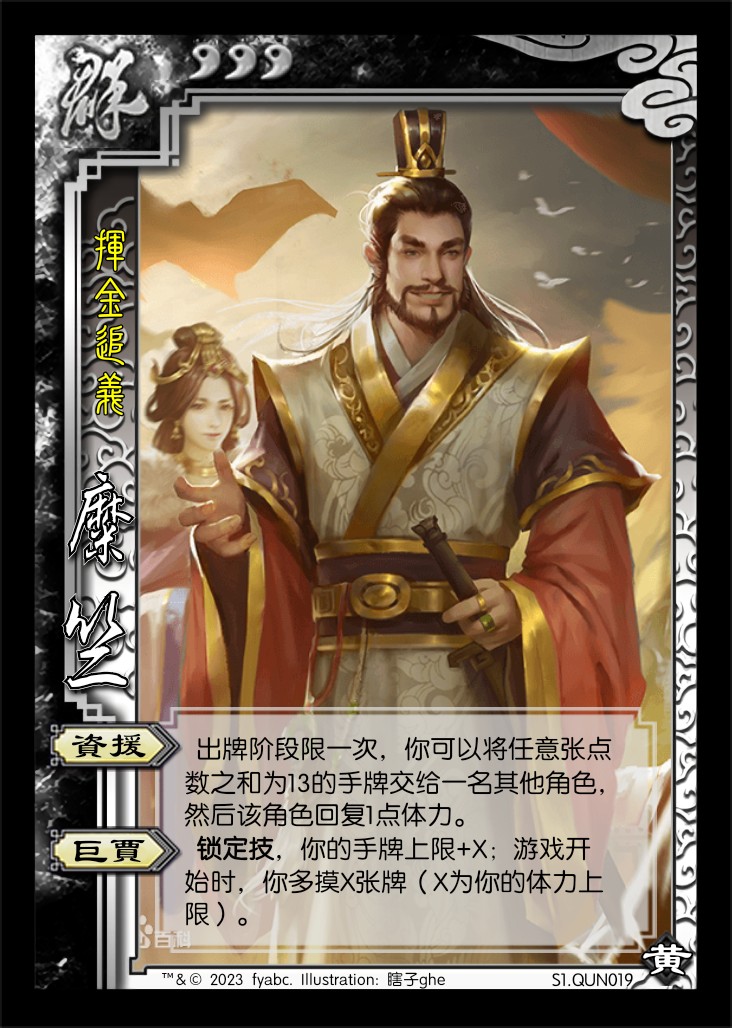 群
揮金追義
糜竺
資援
出牌阶段限一次，你可以将任意张点
数之和为13的手牌交给一名其他角色，
然后该角色回复1点体力。
巨賈
锁定技，你的手牌上限+X；游戏开
始时，你多摸X张牌（X为你的体力上
限）。
百科
黄
™&© 2023 fyabc. Illustration: 瞎子ghe
S1.QUN019